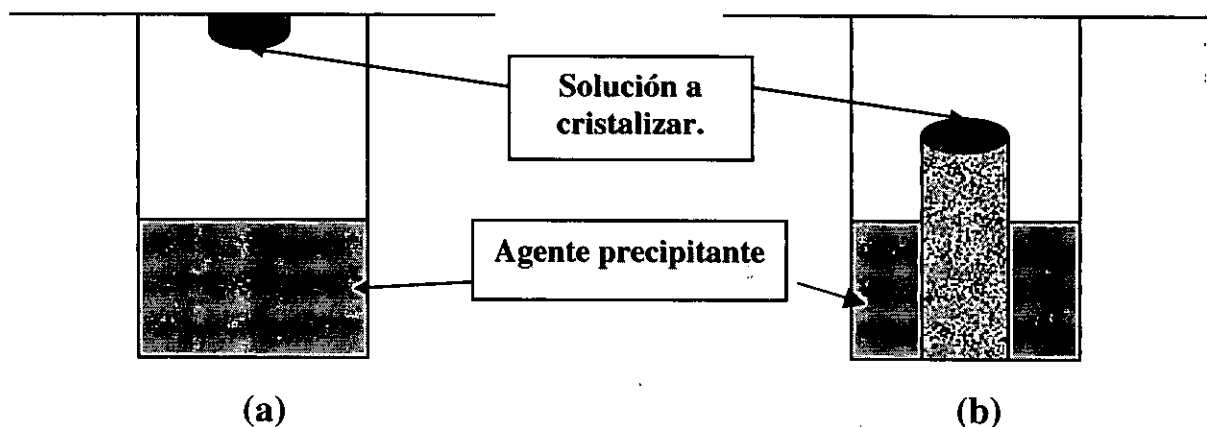 Solución a
cristalizar.
Agente precipitante
(a)
(b)